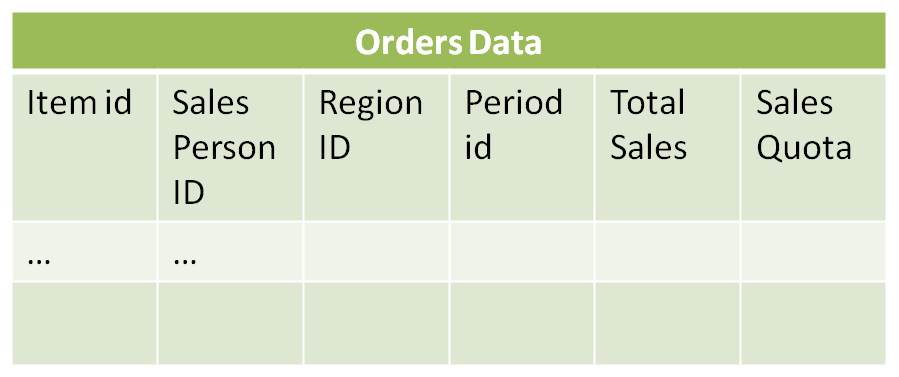 Orders Data
Item id
Sales
Person
ID
Region
ID
Period
id
Total
Sales
Sales
Quota
...
...